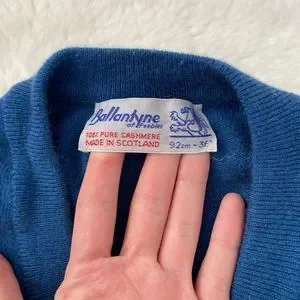 Ballantyne
of Peebles
100% PURE CASHMERE
MADE IN SCOTLAND
92cm - 36"